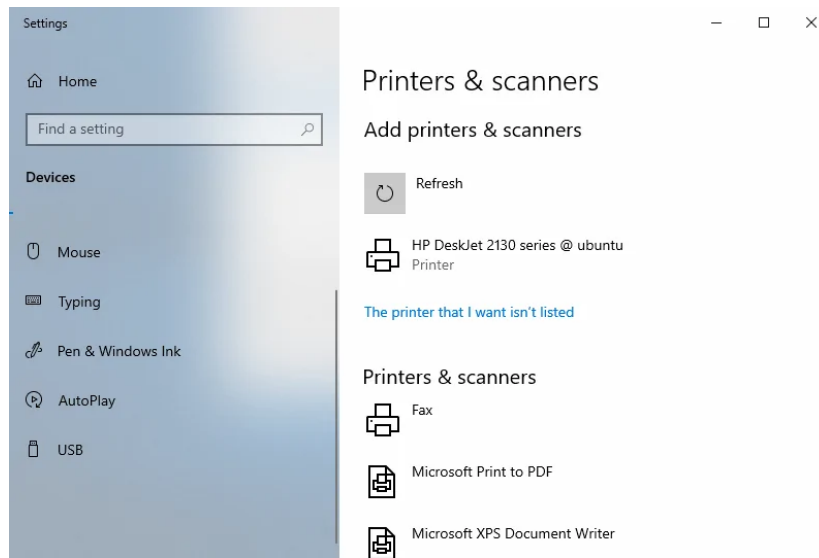 Settings
Home
Find a setting
Devices
Mouse
Typing
Pen & Windows Ink
AutoPlay
USB
Printers & scanners
Add printers & scanners
Refresh
HP DeskJet 2130 series @ ubuntu
Printer
The printer that I want isn't listed
Printers & scanners
Fax
Microsoft Print to PDF
Microsoft XPS Document Writer